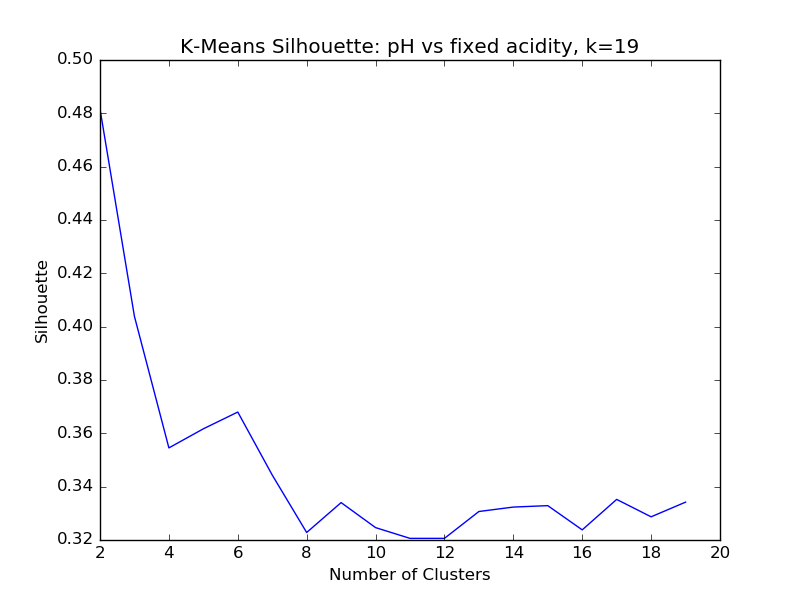 K-Means Silhouette: pH vs fixed acidity, k=19
0.50
0.48
0.46
0.44
0.42
0.40
0.38
0.36
0.34
0.32
Silhouette
2 4 6 8 10 12 14 16 18 20
Number of Clusters